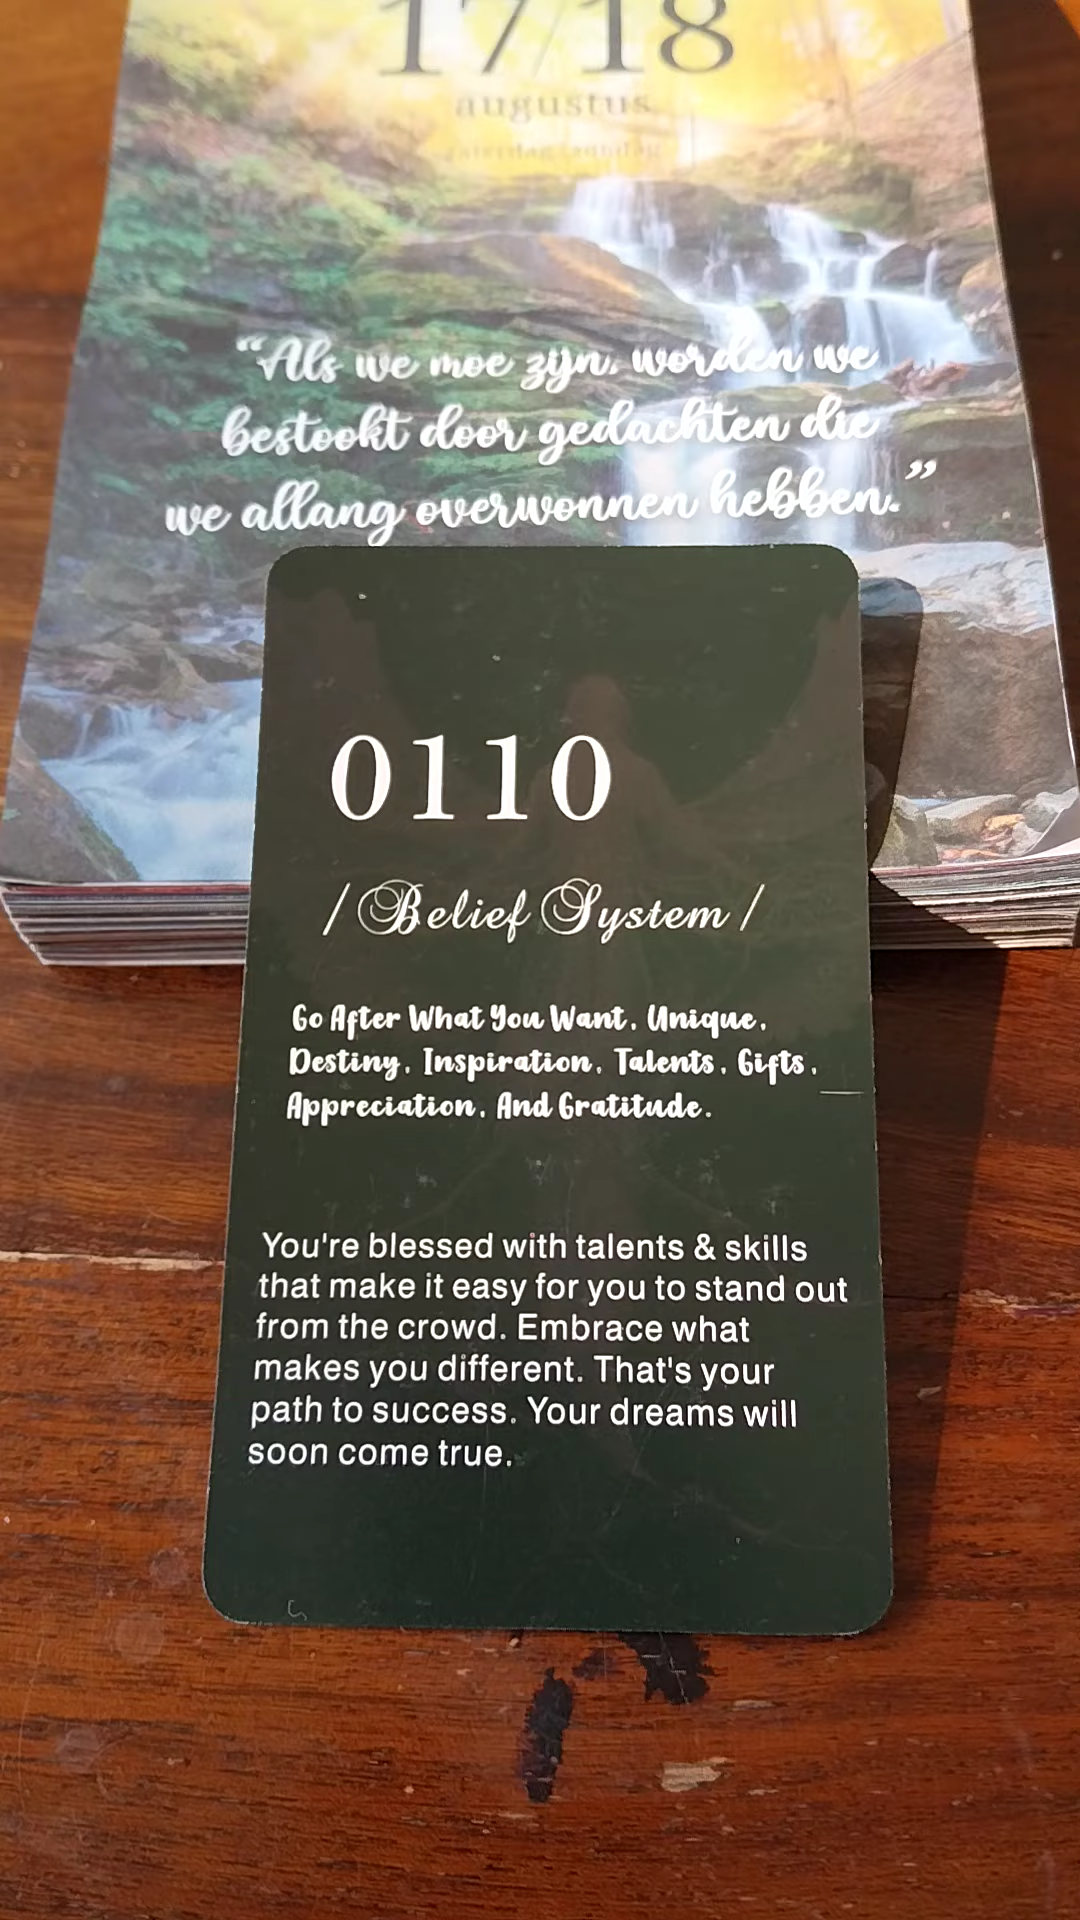 17/18
augustus
zaterdag/zondag
“Als we moe zijn, worden we
bestookt door gedachten die
we allang overwonnen hebben.”
0110
/ Belief System /
Go After What You Want, Unique,
Destiny, Inspiration, Talents, Gifts,
Appreciation, And Gratitude.
You're blessed with talents & skills
that make it easy for you to stand out
from the crowd. Embrace what
makes you different. That's your
path to success. Your dreams will
soon come true.